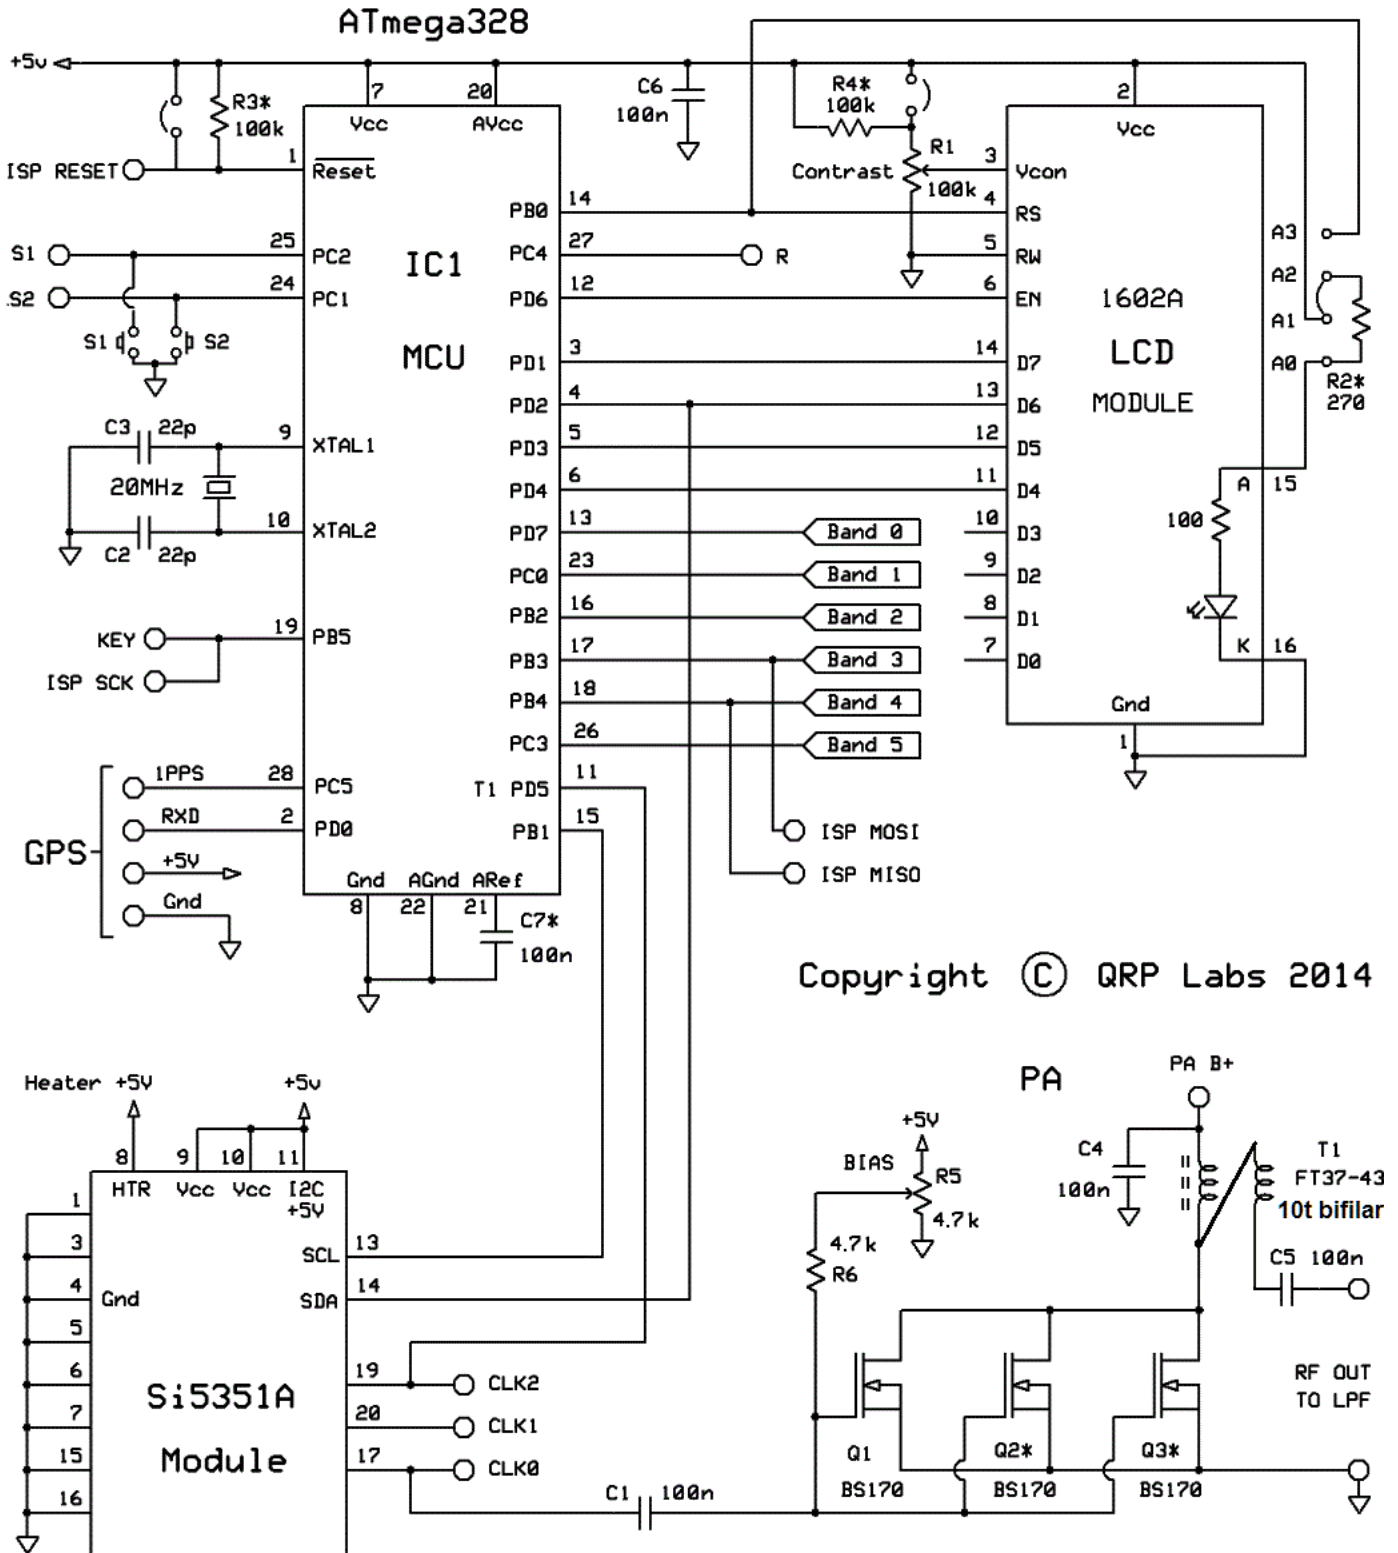 ATmega328
+5v
7
Vcc
20
AVcc
R3*
100k
ISP RESET
1
Reset
C6
100n
R4*
100k
R1
100k
Contrast
2
Vcc
3
Vcon
PB0
14
4
RS
S1
25
PC2
IC1
PC4
27
R
5
RW
.S2
24
PC1
PD6
12
6
EN
1602A
A3
A2
A1
A0
R2*
270
S1
S2
MCU
PD1
3
14
D7
LCD
PD2
4
13
D6
MODULE
C3
22p
9
XTAL1
PD3
5
12
D5
20MHz
PD4
6
11
D4
A
15
C2
22p
10
XTAL2
PD7
13
Band 0
10
D3
100
PC0
23
Band 1
9
D2
PB2
16
Band 2
8
D1
KEY
19
PB5
PB3
17
Band 3
7
D0
K
16
ISP SCK
PB4
18
Band 4
Gnd
1
PC3
26
Band 5
GPS
1PPS
28
PC5
T1 PD5
11
RXD
2
PD0
PB1
15
ISP MOSI
+5V
ISP MISO
Gnd
Gnd
AGnd
ARef
8
22
21
C7*
100n
Copyright © QRP Labs 2014
Heater +5V
+5v
8
9
10
11
HTR
Vcc
Vcc
I2C
+5V
1
3
4
Gnd
5
6
7
15
16
SCL
13
SDA
14
Si5351A
Module
19
CLK2
20
CLK1
17
CLK0
C1
100n
PA
PA B+
+5V
BIAS
R5
4.7k
4.7k
R6
C4
100n
T1
FT37-43
10t bifilar
C5 100n
RF OUT
TO LPF
Q1
BS170
Q2*
BS170
Q3*
BS170